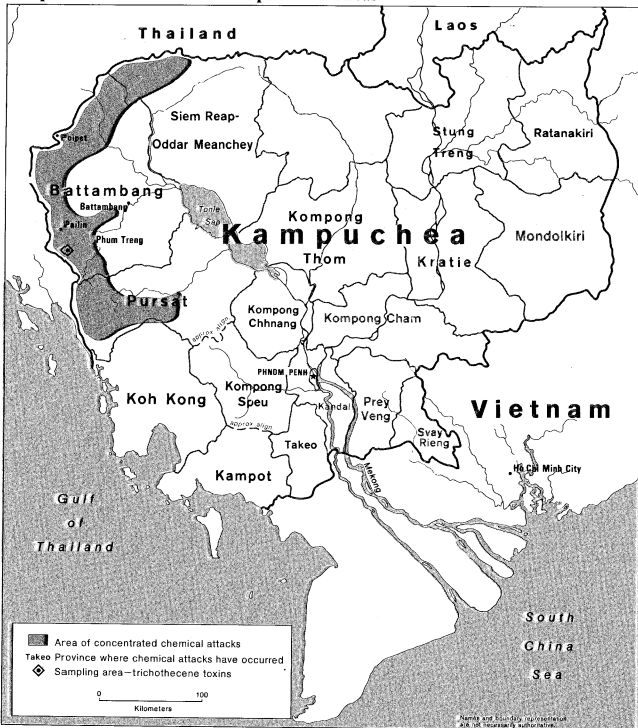 Thailand
Laos
Siem Reap-
Oddar Meanchey
Stung
Treng
Ratanakiri
Poipet
Battambang
Battambang
Tonle
Sap
Pailin
Phum Treng
Kompong
Kampuchea
Thom
Kratie
Mondolkiri
Pursat
Kompong
Chhnang
Kompong Cham
approx align
PHNOM PENH
Koh Kong
Kompong
Speu
Kandal
Prey
Veng
Vietnam
Svay
Rieng
approx align
Takeo
Kampot
Mekong
Ho Chi Minh City
Gulf
of
Thailand
South
China
Sea
Area of concentrated chemical attacks
Takeo Province where chemical attacks have occurred
Sampling area—trichothecene toxins
0 100
Kilometers
Names and boundary representation
are not necessarily authoritative.